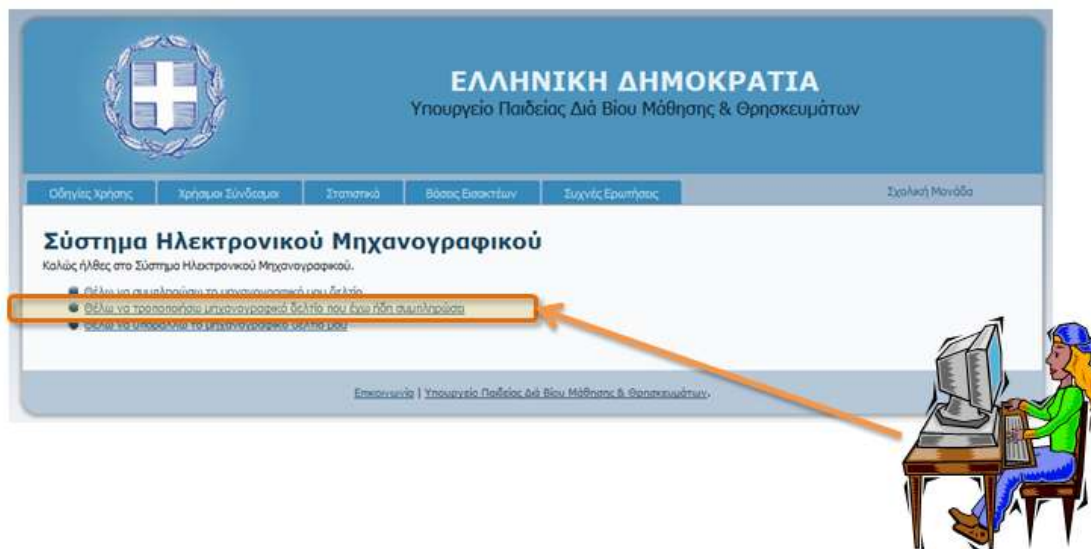 ΕΛΛΗΝΙΚΗ ΔΗΜΟΚΡΑΤΙΑ
Υπουργείο Παιδείας Διά Βίου Μάθησης & Θρησκευμάτων
Οδηγίες Χρήσης
Χρήσιμοι Σύνδεσμοι
Στατιστικά
Βάσεις Εισακτέων
Συχνές Ερωτήσεις
Σχολική Μονάδα
Σύστημα Ηλεκτρονικού Μηχανογραφικού
Καλώς ήλθες στο Σύστημα Ηλεκτρονικού Μηχανογραφικού.
Θέλω να συμπληρώσω το μηχανογραφικό μου δελτίο
Θέλω να τροποποιήσω μηχανογραφικό δελτίο που έχω ήδη συμπληρώσει
Θέλω να υποβάλλω το μηχανογραφικό δελτίο μου
Επικοινωνία | Υπουργείο Παιδείας Διά Βίου Μάθησης & Θρησκευμάτων.